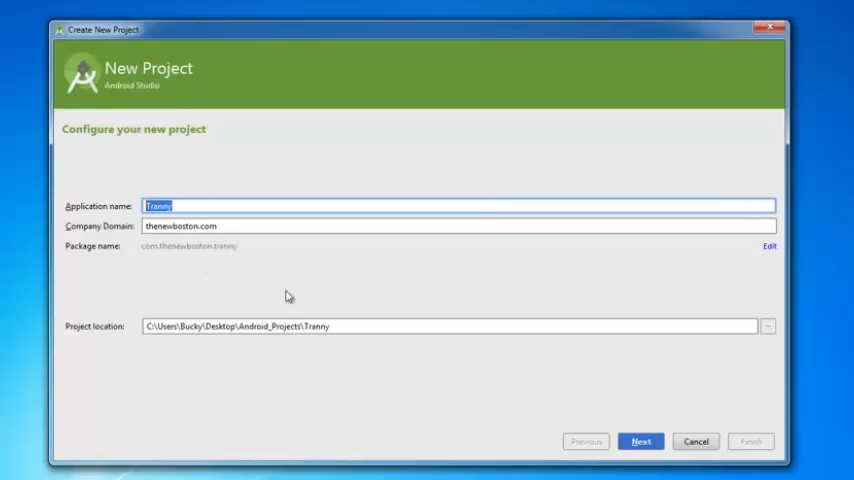 Create New Project
New Project
Android Studio
Configure your new project
Application name: Tranny
Company Domain: thenewboston.com
Package name: com.thenewboston.tranny Edit
Project location: C:\Users\Bucky\Desktop\Android_Projects\Tranny ...
Previous Next Cancel Finish